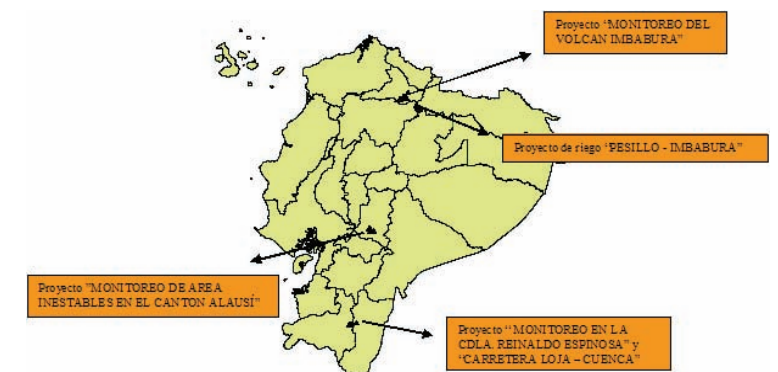 Proyecto “MONITOREO DEL
VOLCAN IMBABURA”
Proyecto de riego “PESILLO - IMBABURA”
Proyecto ”MONITOREO DE AREA
INESTABLES EN EL CANTON ALAUSÍ”
Proyecto “MONITOREO EN LA
CDLA. REINALDO ESPINOSA” y
“CARRETERA LOJA – CUENCA”